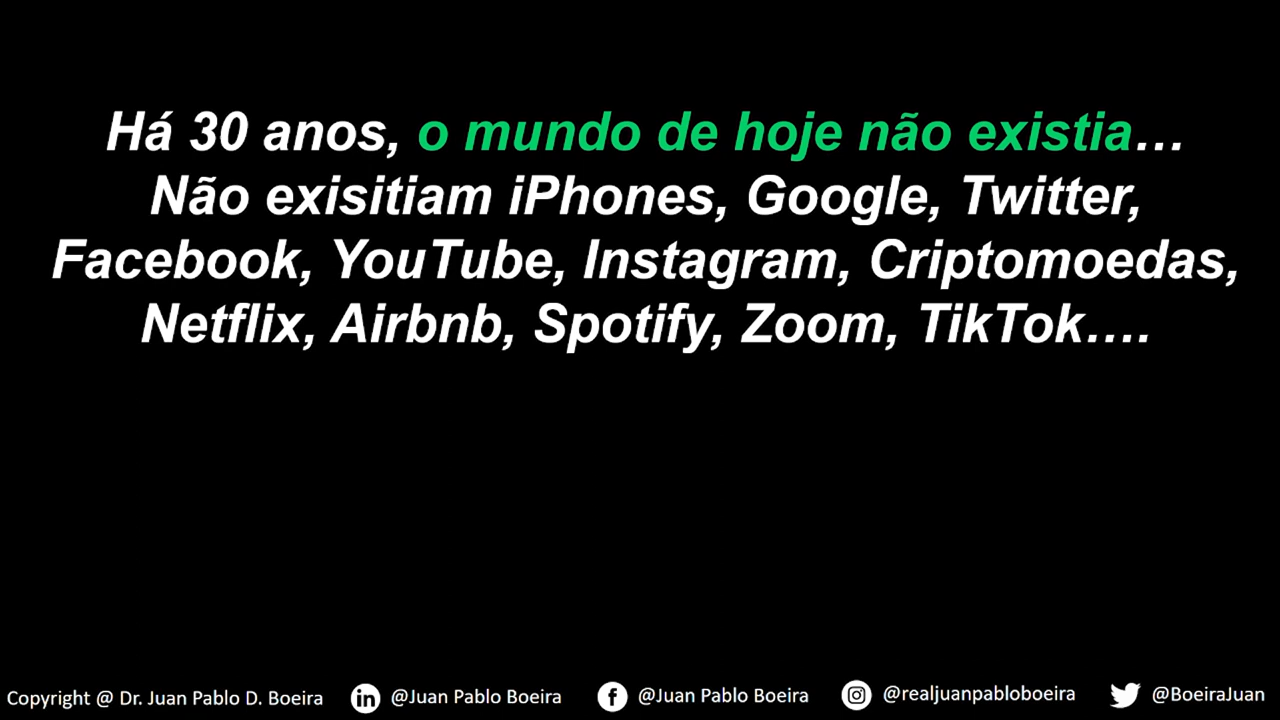 Há 30 anos, o mundo de hoje não existia...
Não exisitiam iPhones, Google, Twitter,
Facebook, YouTube, Instagram, Criptomoedas,
Netflix, Airbnb, Spotify, Zoom, TikTok....
Copyright @ Dr. Juan Pablo D. Boeira in @Juan Pablo Boeira f @Juan Pablo Boeira @realjuanpabloboeira @BoeiraJuan